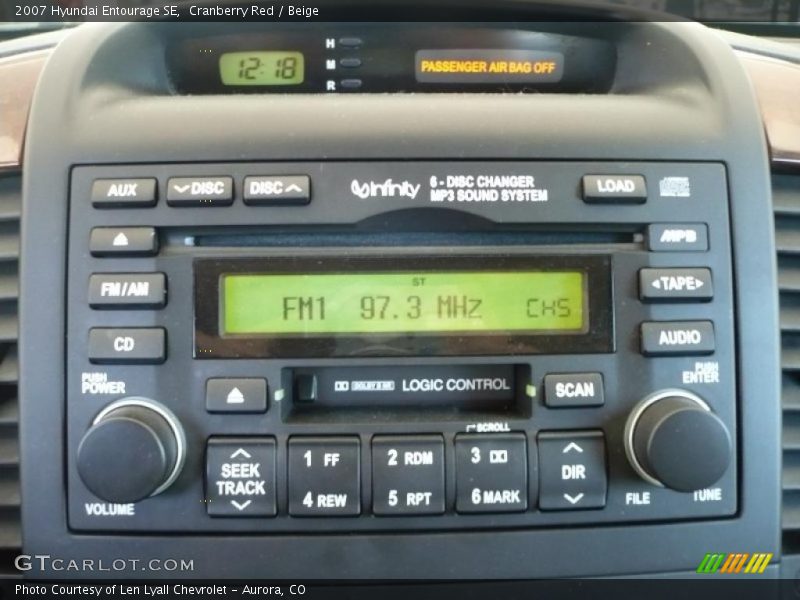 2007 Hyundai Entourage SE,  Cranberry Red / Beige
12:18
H
M
R
PASSENGER AIR BAG OFF
AUX
DISC
DISC
infinity
6 - DISC CHANGER
MP3 SOUND SYSTEM
LOAD
MP3
FM/AM
ST
FM1 97.3 MHz CH5
TAPE
CD
AUDIO
PUSH POWER
PUSH ENTER
DOLBY B NR LOGIC CONTROL
SCAN
SCROLL
SEEK
TRACK
1 FF
4 REW
2 RDM
5 RPT
3
6 MARK
DIR
VOLUME
FILE
TUNE
GTCARLOT.COM
Photo Courtesy of Len Lyall Chevrolet – Aurora, CO